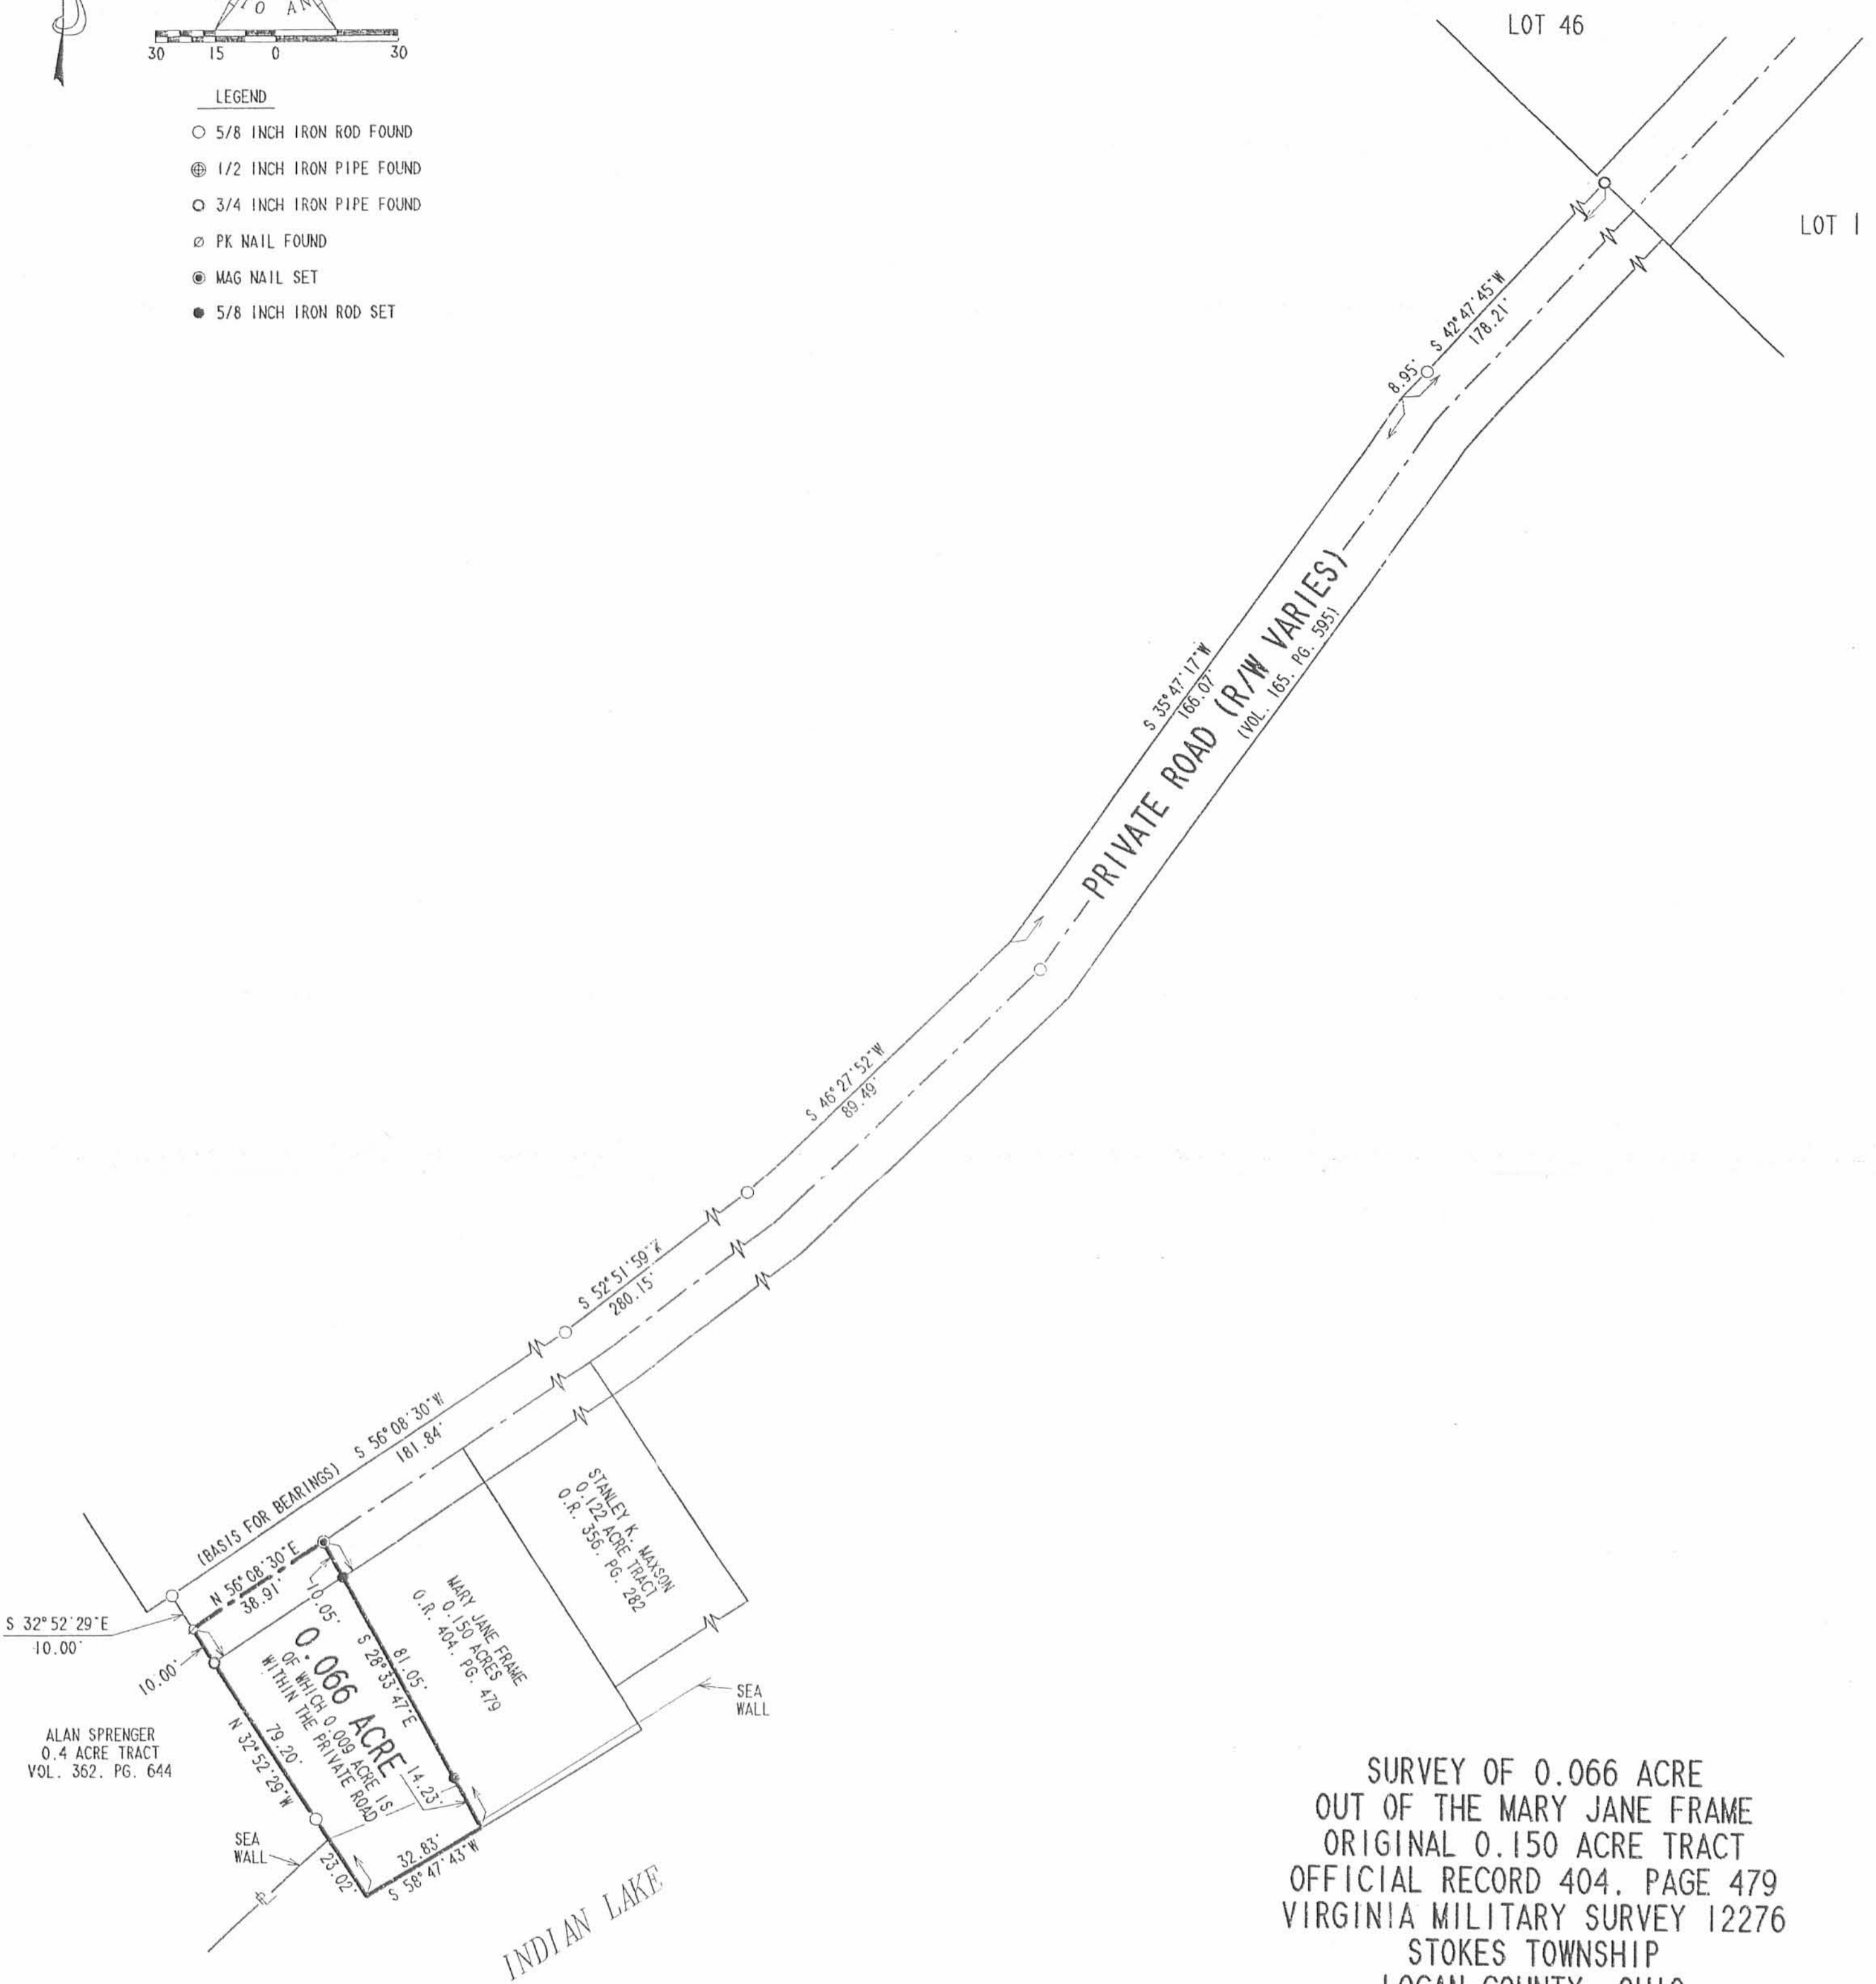 30 15 0 30
LEGEND
5/8 INCH IRON ROD FOUND
1/2 INCH IRON PIPE FOUND
3/4 INCH IRON PIPE FOUND
PK NAIL FOUND
MAG NAIL SET
5/8 INCH IRON ROD SET
LOT 46
LOT 1
S 42°47'45"W
178.21'
8.95'
PRIVATE ROAD (R/W VARIES)
(VOL. 165. PG. 595)
S 35°47'17"W
166.07'
S 46°27'52"W
89.49'
S 52°51'59"W
280.15'
(BASIS FOR BEARINGS) S 56°08'30"W
181.84'
STANLEY K. MAXSON
0.122 ACRE TRACT
O.R. 356. PG. 282
MARY JANE FRAME
0.150 ACRES
O.R. 404. PG. 479
N 56°08'30"E
38.91'
10.05'
S 32°52'29"E
10.00'
10.00'
81.05'
S 28°33'47"E
0.066 ACRE
OF WHICH 0.009 ACRE IS
WITHIN THE PRIVATE ROAD
14.23'
79.20'
N 32°52'29"W
ALAN SPRENGER
0.4 ACRE TRACT
VOL. 362. PG. 644
SEA
WALL
SEA
WALL
23.02'
32.83'
S 58°47'43"W
INDIAN LAKE
SURVEY OF 0.066 ACRE
OUT OF THE MARY JANE FRAME
ORIGINAL 0.150 ACRE TRACT
OFFICIAL RECORD 404. PAGE 479
VIRGINIA MILITARY SURVEY 12276
STOKES TOWNSHIP
LOGAN COUNTY, OHIO